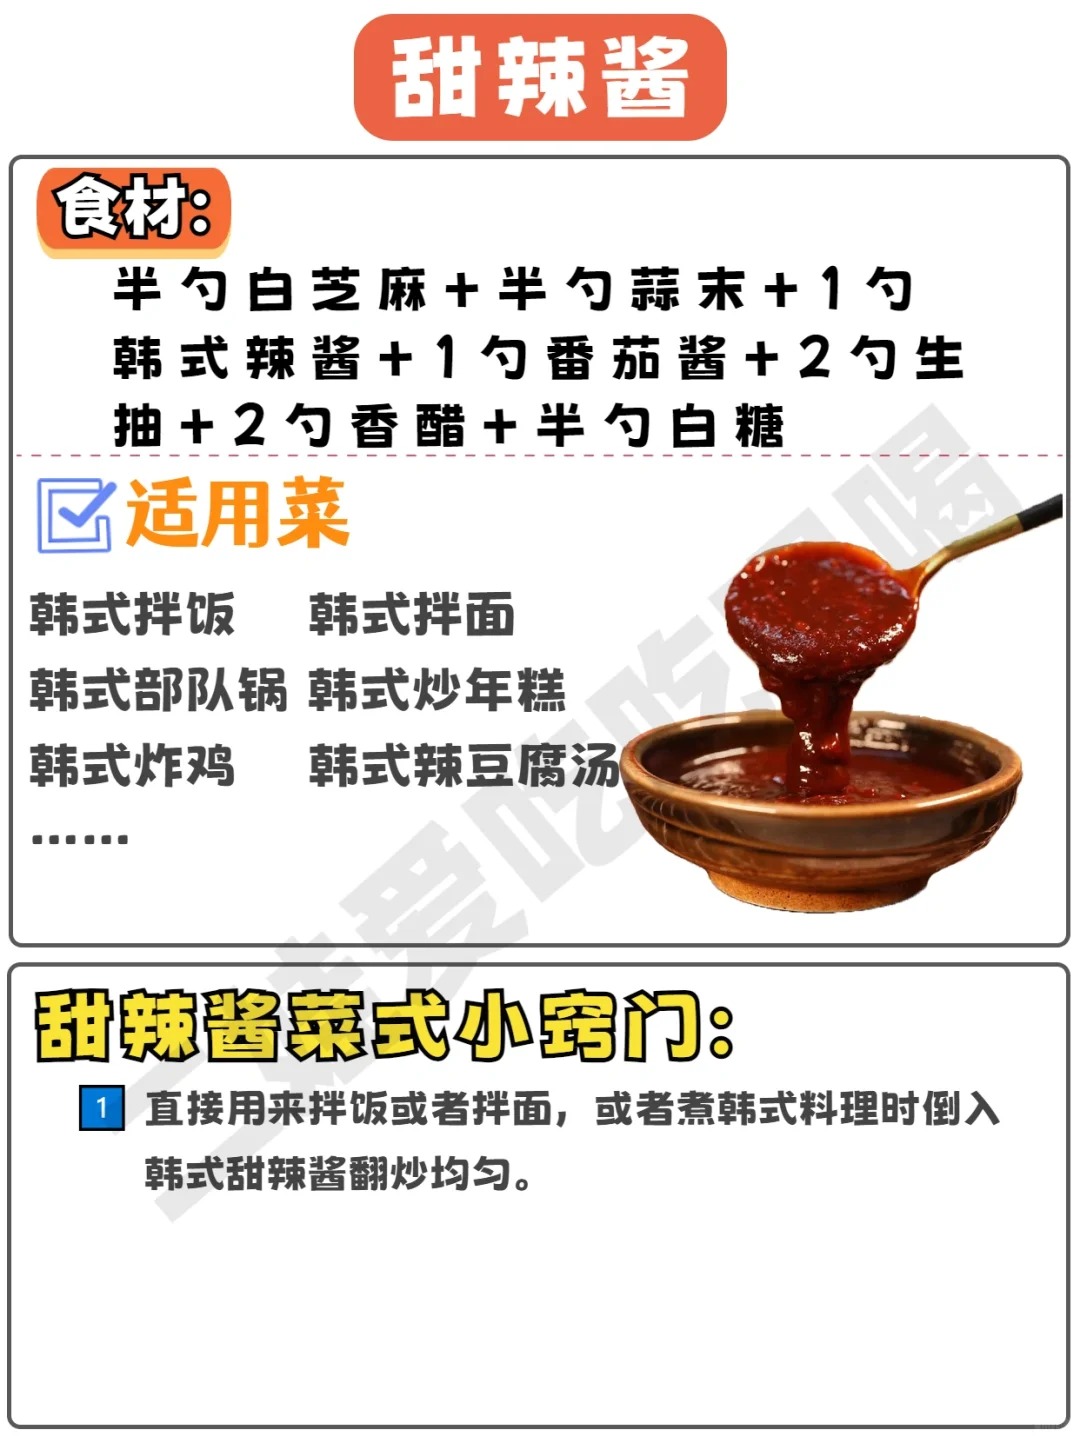 甜辣酱
食材:
半勺白芝麻+半勺蒜末+1勺
韩式辣酱+1勺番茄酱+2勺生
抽+2勺香醋+半勺白糖
适用菜
韩式拌饭 韩式拌面
韩式部队锅 韩式炒年糕
韩式炸鸡 韩式辣豆腐汤
……
甜辣酱菜式小窍门:
1 直接用来拌饭或者拌面，或者煮韩式料理时倒入
韩式甜辣酱翻炒均匀。